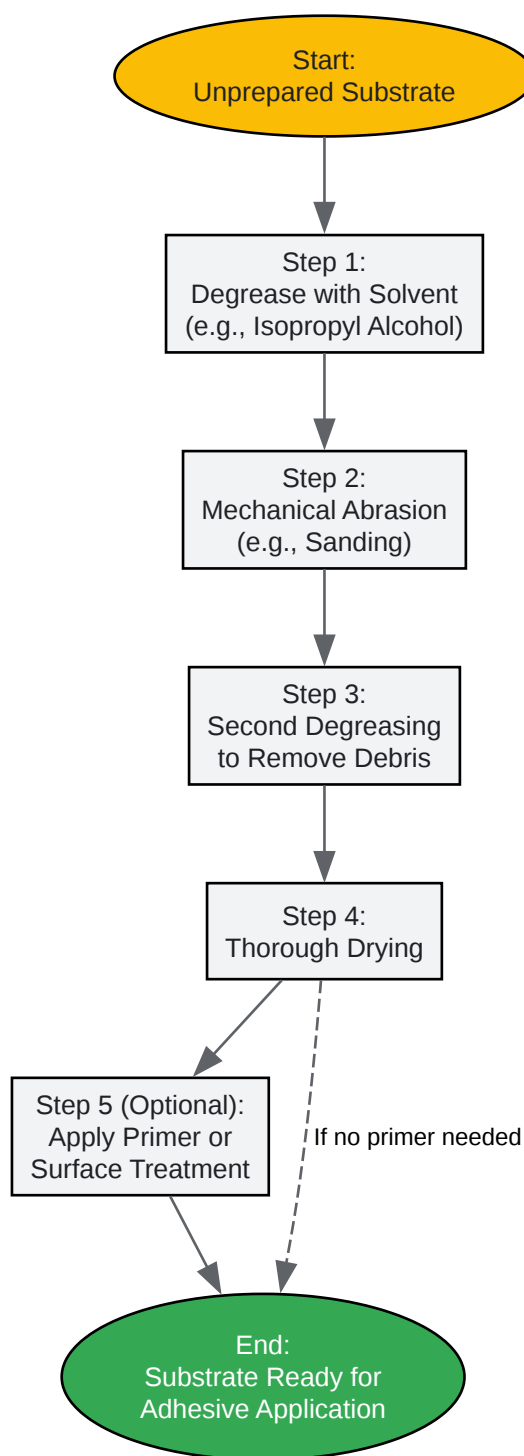 Start:
Unprepared Substrate
Step 1:
Degrease with Solvent
(e.g., Isopropyl Alcohol)
Step 2:
Mechanical Abrasion
(e.g., Sanding)
Step 3:
Second Degreasing
to Remove Debris
Step 4:
Thorough Drying
Step 5 (Optional):
Apply Primer or
Surface Treatment
If no primer needed
End:
Substrate Ready for
Adhesive Application